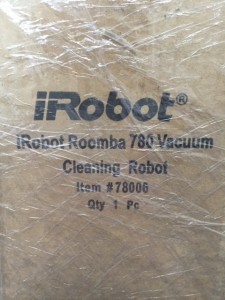 iRobot®
iRobot Roomba 780 Vacuum
Cleaning Robot
Item #78006
Qty 1 Pc